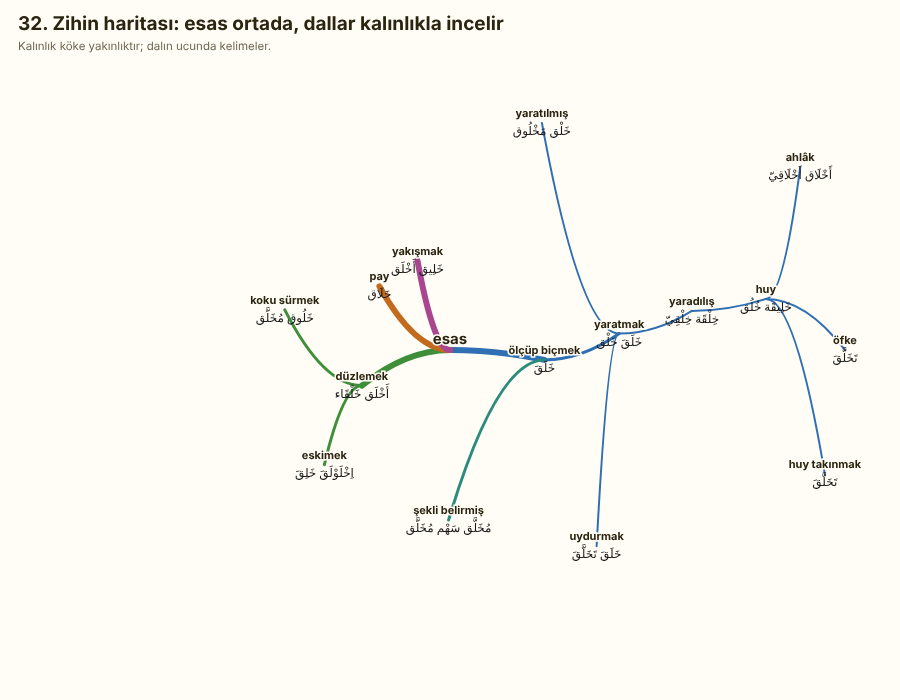 32. Zihin haritası: esas ortada, dallar kalınlıkla incelir
Kalınlık köke yakınlıktır; dalın ucunda kelimeler.
yaratılmış
خَلْق مَخْلُوق
ahlâk
أَخْلَاق أَخْلَاقِيّ
yakışmak
خَلِيق أَخْلَق
pay
خَلَاق
koku sürmek
خَلُوق مُخَلَّق
huy
خَلِيقَة خُلُق
yaradılış
خِلْقَة خِلْقِيّ
yaratmak
خَلَقَ خَلْق
esas
öfke
تَخَلَّقَ
ölçüp biçmek
خَلَقَ
düzlemek
أَخْلَق خَلْقَاء
eskimek
اِخْلَوْلَقَ خَلِقَ
huy takınmak
تَخَلَّقَ
şekli belirmiş
مُخَلَّق سَهْم مُخَلَّق
uydurmak
خَلَقَ تَخَلَّقَ